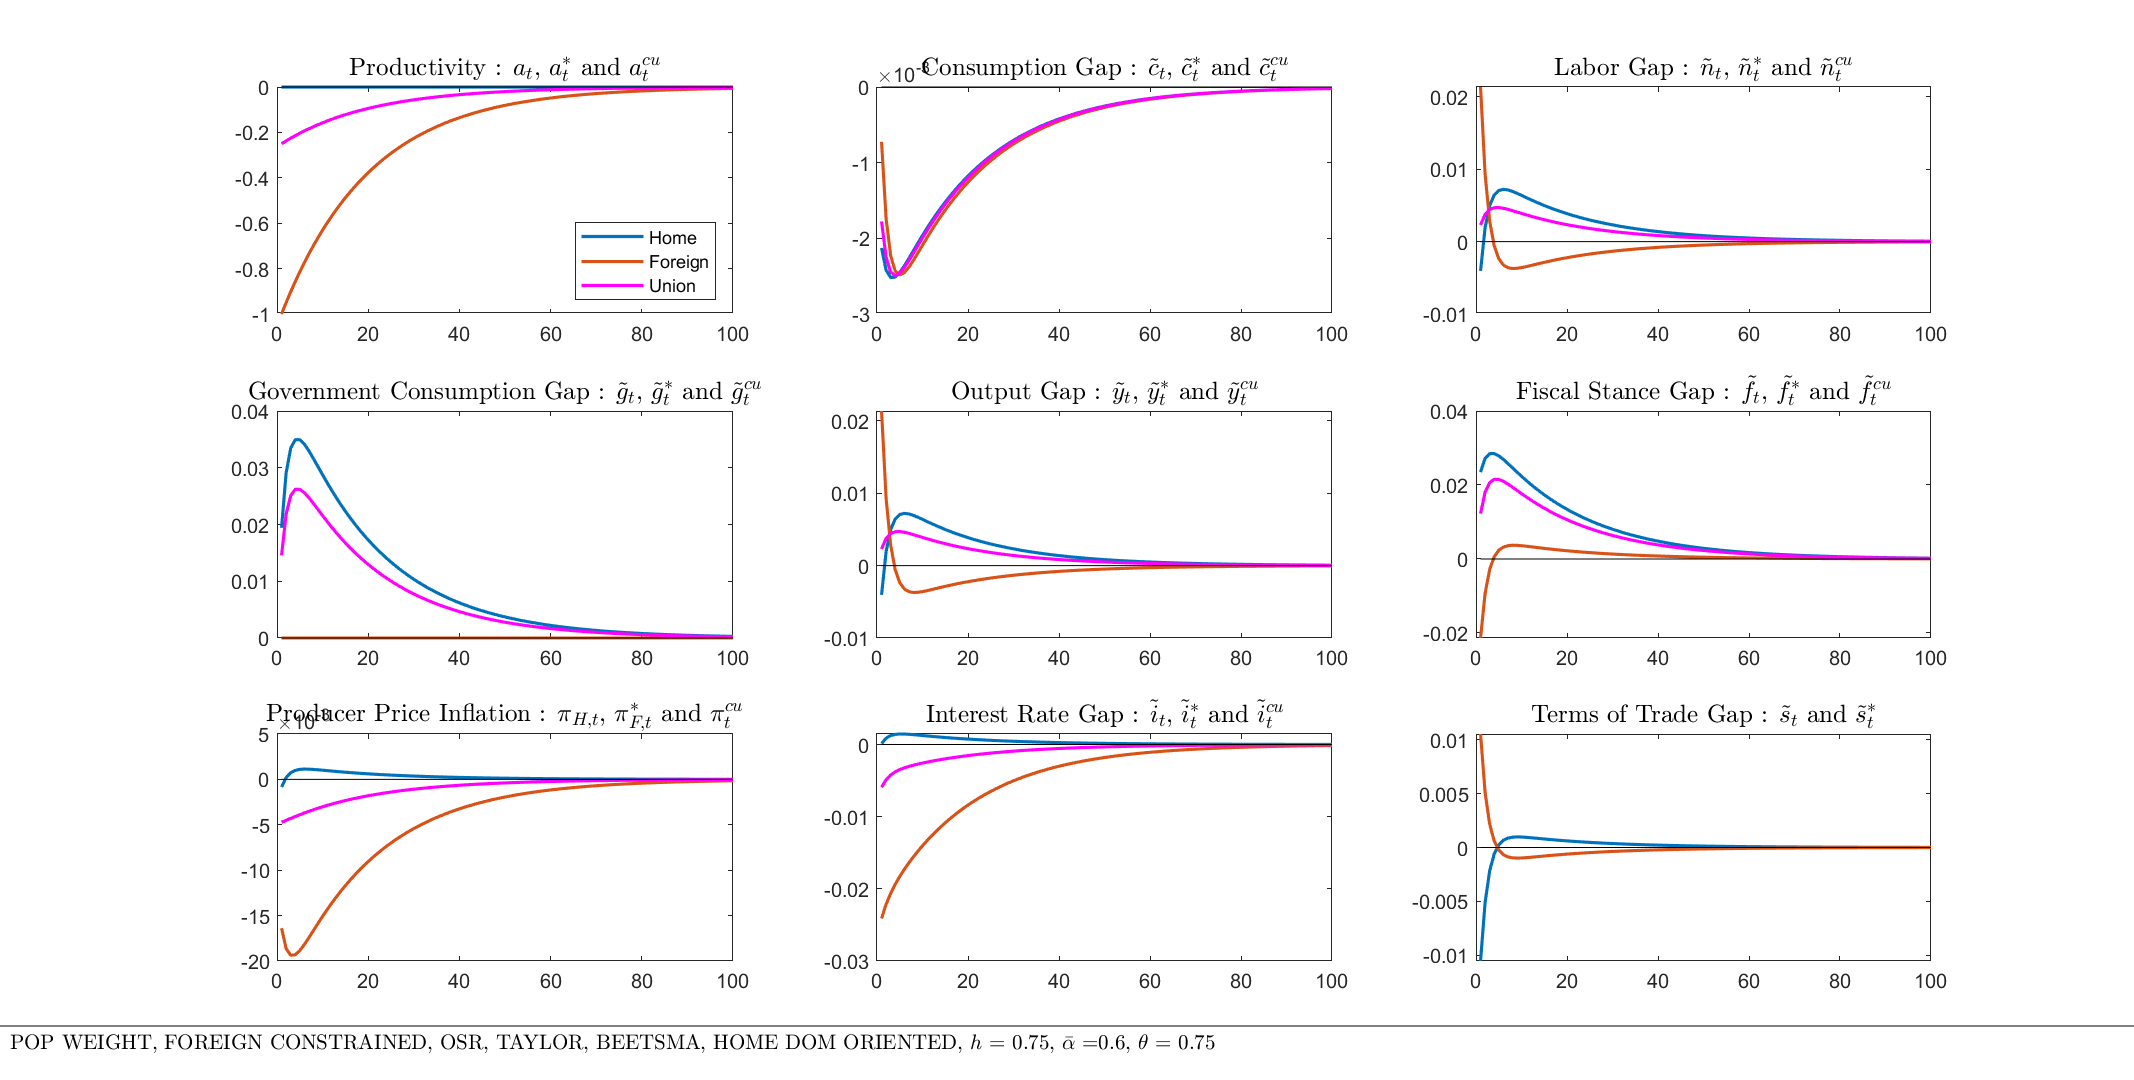 Productivity : a_t, a_t^* and a_t^{cu}
0
-0.2
-0.4
-0.6
-0.8
-1
0 20 40 60 80 100
Home
Foreign
Union
Consumption Gap : c̃_t, c̃_t^* and c̃_t^{cu}
×10^{-3}
0
-1
-2
-3
0 20 40 60 80 100
Labor Gap : ñ_t, ñ_t^* and ñ_t^{cu}
0.02
0.01
0
-0.01
0 20 40 60 80 100
Government Consumption Gap : g̃_t, g̃_t^* and g̃_t^{cu}
0.04
0.03
0.02
0.01
0
0 20 40 60 80 100
Output Gap : ỹ_t, ỹ_t^* and ỹ_t^{cu}
0.02
0.01
0
-0.01
0 20 40 60 80 100
Fiscal Stance Gap : f̃_t, f̃_t^* and f̃_t^{cu}
0.04
0.02
0
-0.02
0 20 40 60 80 100
Producer Price Inflation : π_{H,t}, π_{F,t}^* and π_t^{cu}
×10^{-3}
5
0
-5
-10
-15
-20
0 20 40 60 80 100
Interest Rate Gap : ĩ_t, ĩ_t^* and ĩ_t^{cu}
0
-0.01
-0.02
-0.03
0 20 40 60 80 100
Terms of Trade Gap : s̃_t and s̃_t^*
0.01
0.005
0
-0.005
-0.01
0 20 40 60 80 100
POP WEIGHT, FOREIGN CONSTRAINED, OSR, TAYLOR, BEETSMA, HOME DOM ORIENTED, h = 0.75, ᾱ =0.6, θ = 0.75